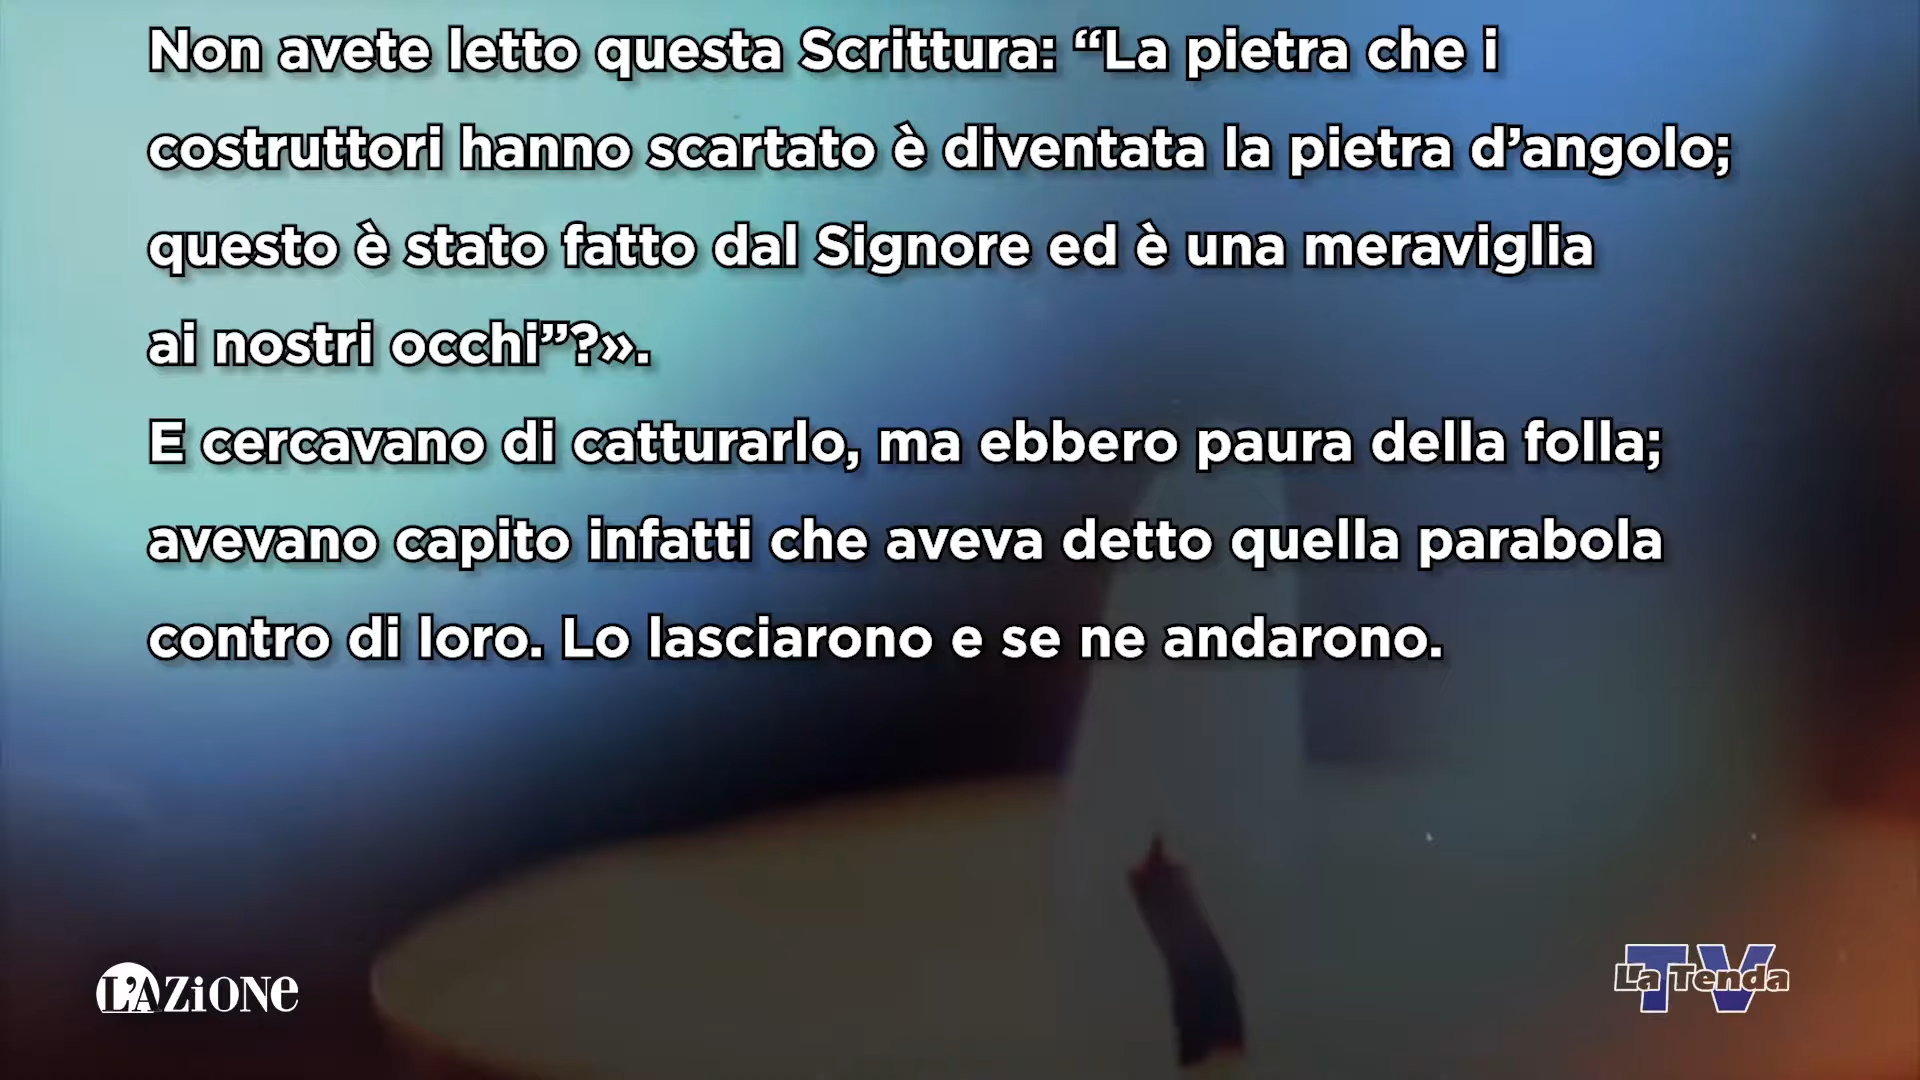 Non avete letto questa Scrittura: “La pietra che i
costruttori hanno scartato è diventata la pietra d’angolo;
questo è stato fatto dal Signore ed è una meraviglia
ai nostri occhi”?».
E cercavano di catturarlo, ma ebbero paura della folla;
avevano capito infatti che aveva detto quella parabola
contro di loro. Lo lasciarono e se ne andarono.
L'AZiONe
TV
La Tenda